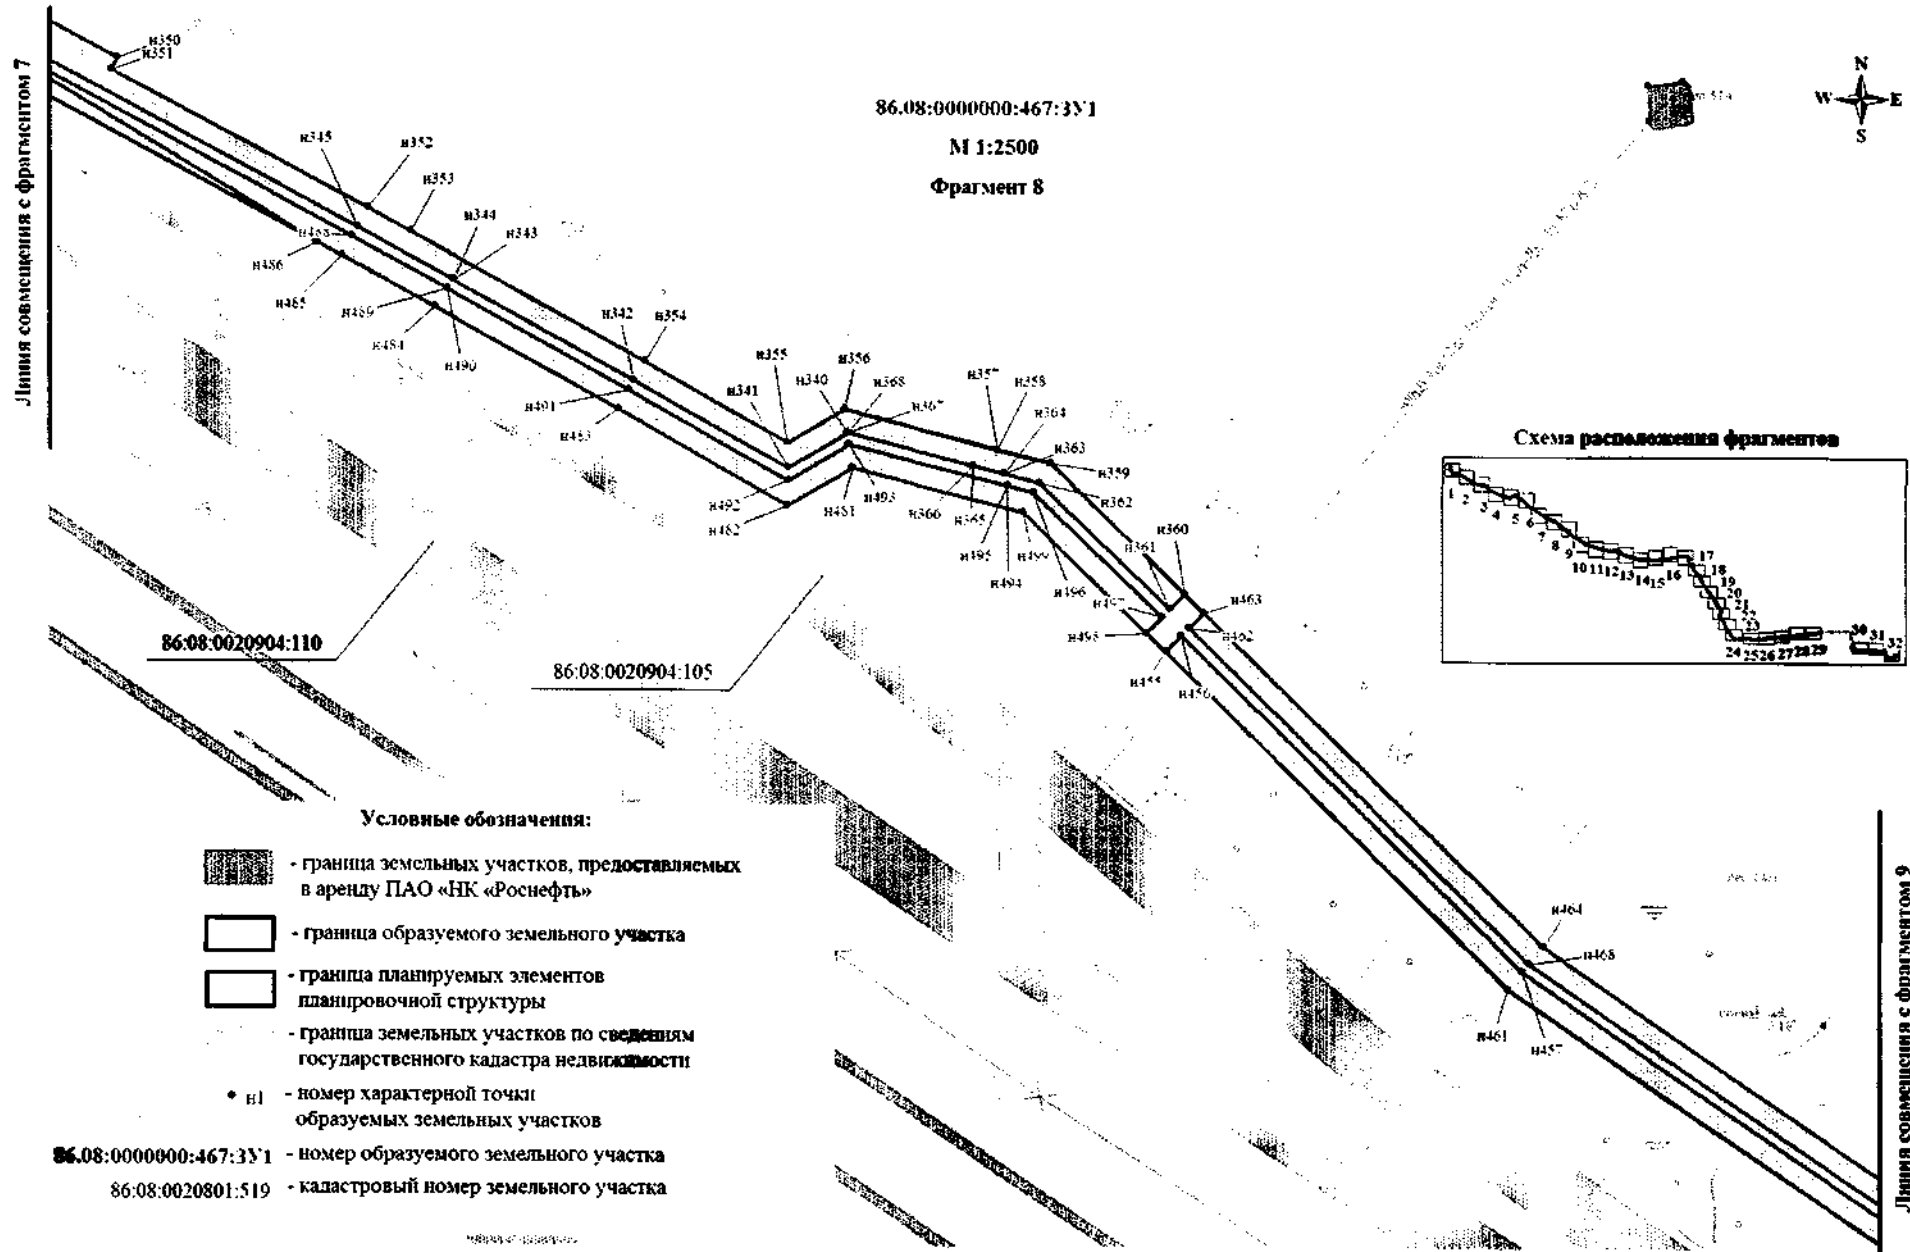 Линия совмещения с фрагментом 7
86.08:0000000:467:ЗУ1
М 1:2500
Фрагмент 8
N
W
E
S
н350
н351
н345
н352
н353
н344
н343
н488
н486
н485
н489
н484
н490
н342
н354
н491
н483
н355
н356
н341
н340
н368
н367
н357
н358
н364
н363
н359
н362
н492
н482
н481
н493
н366
н365
н495
н494
н499
н496
н361
н360
н463
н497
н498
н462
н455
н456
86:08:0020904:110
86:08:0020904:105
Схема расположения фрагментов
1
2
3
4
5
6
7
8
9
10
11
12
13
14
15
16
17
18
19
20
21
22
23
24
25
26
27
28
29
30
31
32
н464
н468
н461
н457
Линия совмещения с фрагментом 9
Условные обозначения:
- граница земельных участков, предоставляемых
в аренду ПАО «НК «Роснефть»
- граница образуемого земельного участка
- граница планируемых элементов
планировочной структуры
- граница земельных участков по сведениям
государственного кадастра недвижимости
н1 - номер характерной точки
образуемых земельных участков
86.08:0000000:467:ЗУ1 - номер образуемого земельного участка
86:08:0020801:519 - кадастровый номер земельного участка